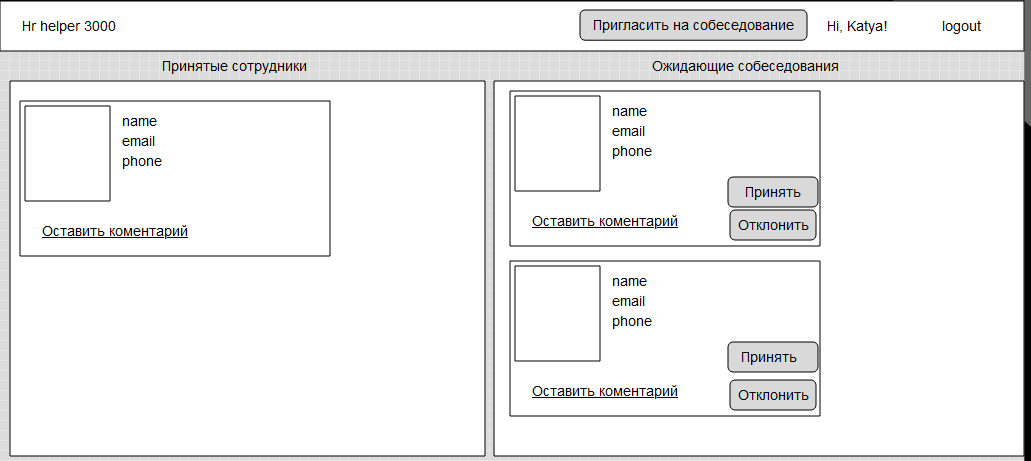 Hr helper 3000
Пригласить на собеседование
Hi, Katya!
logout
Принятые сотрудники
name
email
phone
Оставить коментарий
Ожидающие собеседования
name
email
phone
Принять
Оставить коментарий
Отклонить
name
email
phone
Принять
Оставить коментарий
Отклонить